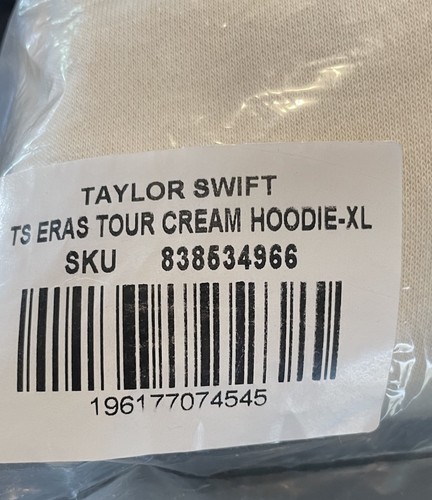 TAYLOR SWIFT
TS ERAS TOUR CREAM HOODIE-XL
SKU 838534966
196177074545